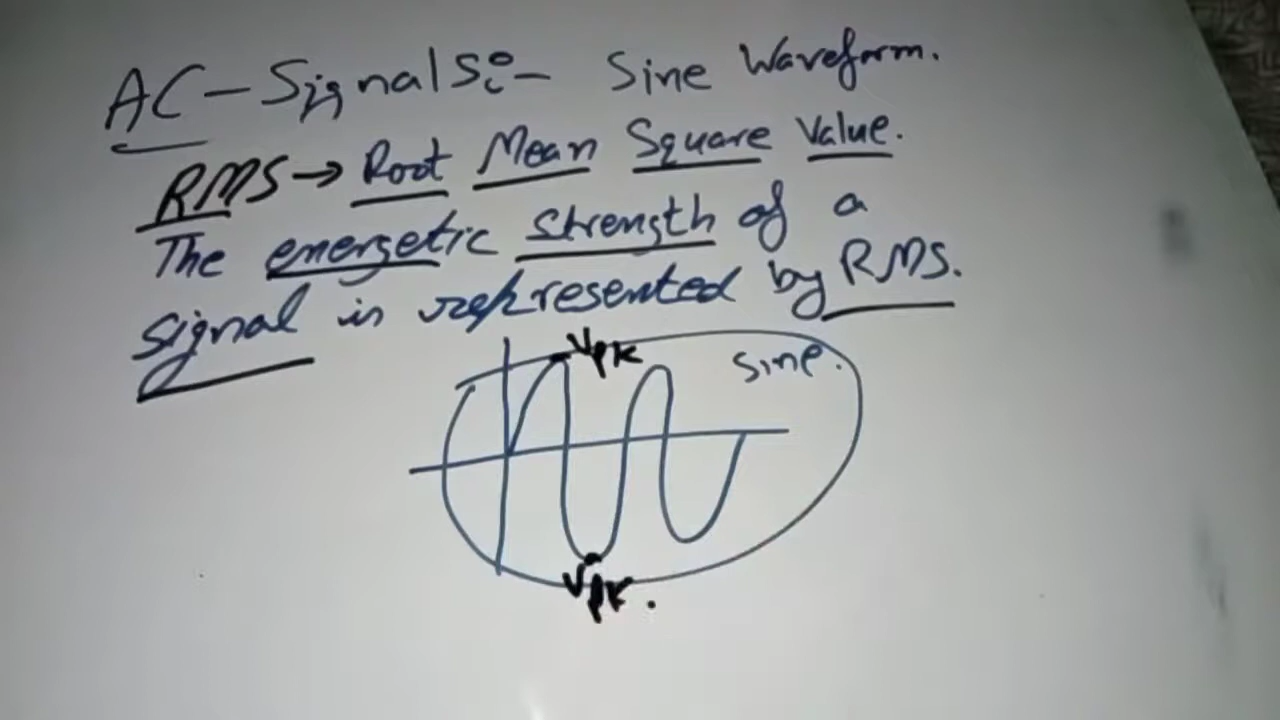 AC - Signals :- Sine Waveform.
RMS → Root Mean Square Value.
The energetic strength of a
signal is represented by RMS.
Vpk
sine.
Vpk.